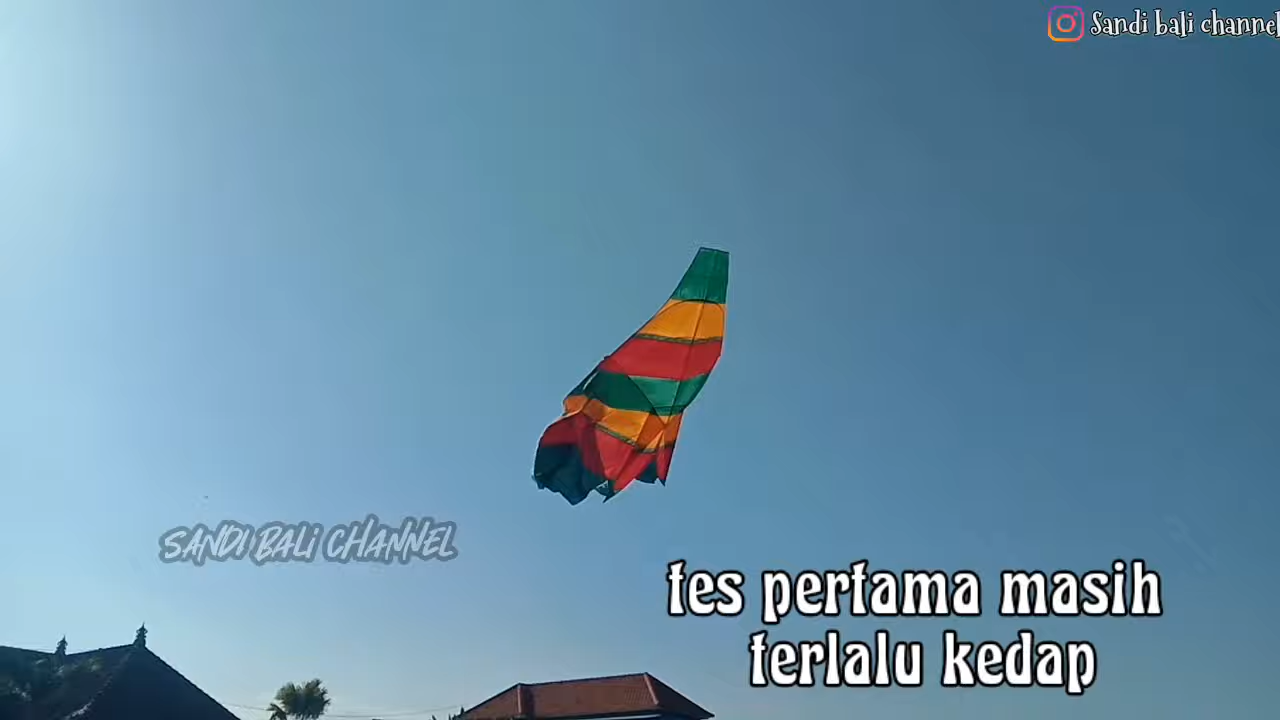 Sandi bali channel
SANDI BALI CHANNEL
tes pertama masih
terlalu kedap